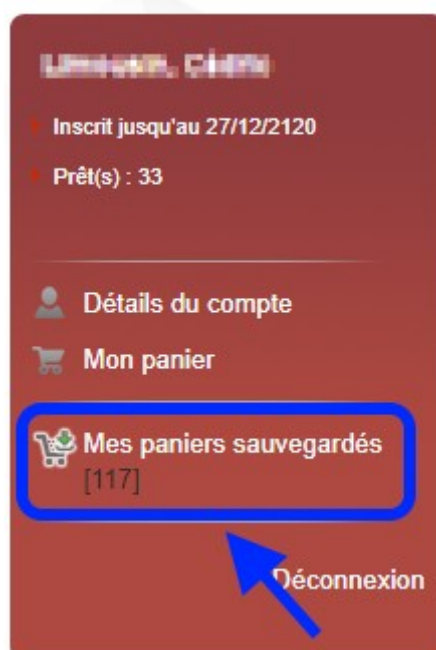 Inscrit jusqu'au 27/12/2120
Prêt(s) : 33
Détails du compte
Mon panier
Mes paniers sauvegardés
[117]
Déconnexion